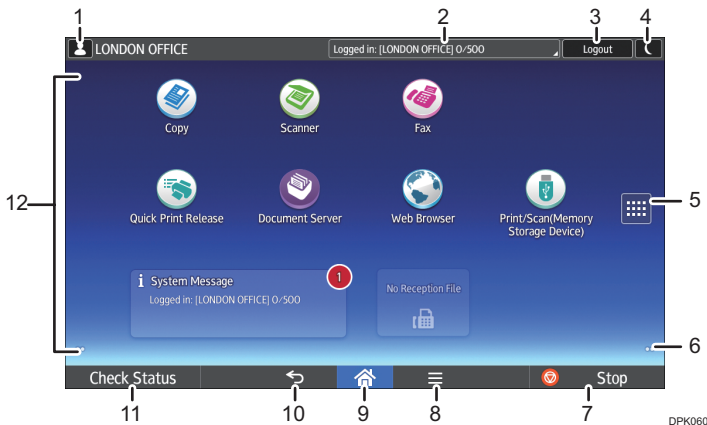 1
2
3
4
LONDON OFFICE
Logged in: [LONDON OFFICE] 0/500
Logout
Copy
Scanner
Fax
12
5
Quick Print Release
Document Server
Web Browser
Print/Scan(Memory
Storage Device)
i System Message
1
Logged in: [LONDON OFFICE] 0/500
No Reception File
6
Check Status
Stop
11
10
9
8
7
DPK060